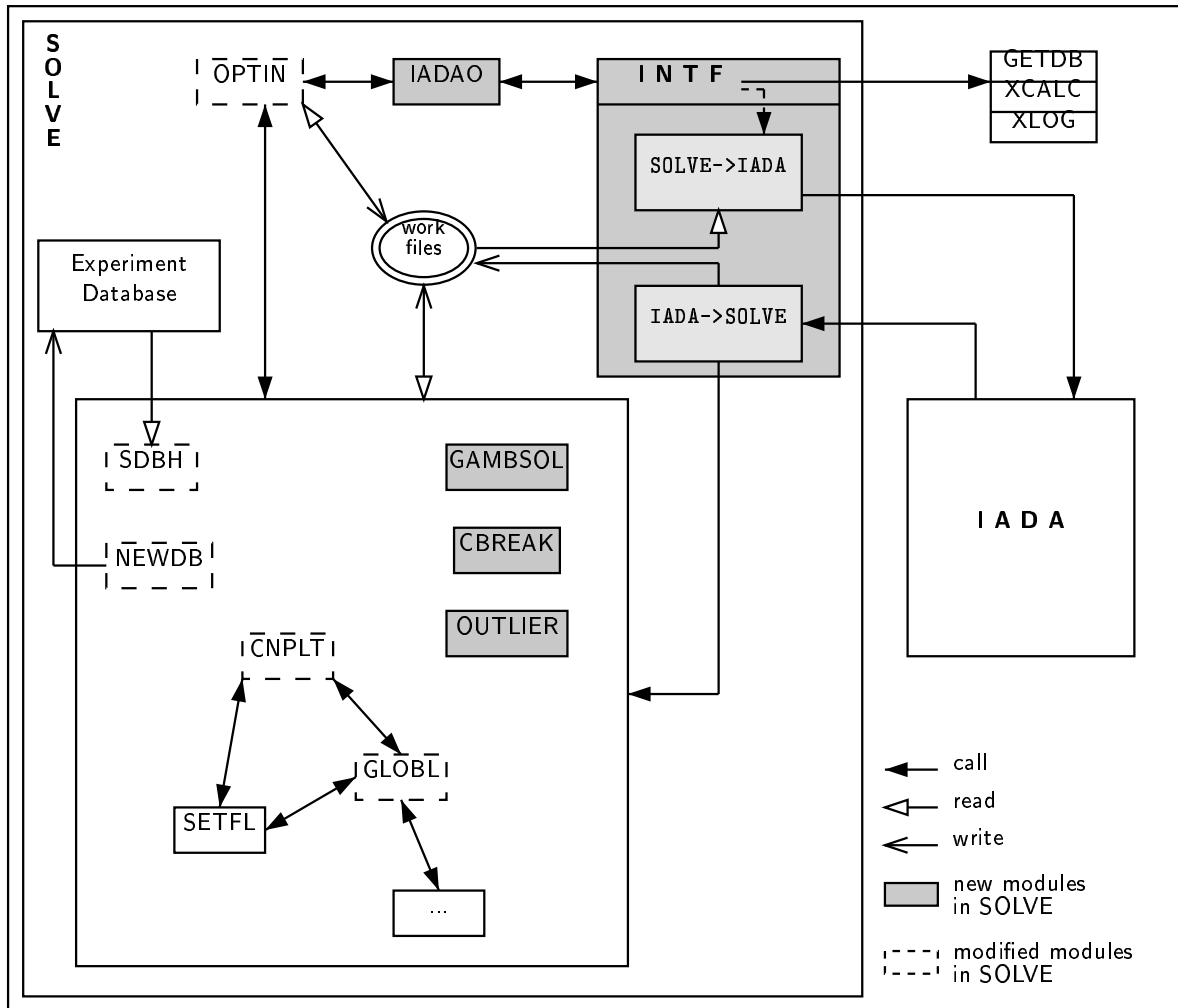 S
O
L
V
E
OPTIN
IADAO
I N T F
GETDB
XCALC
XLOG
SOLVE->IADA
work
files
Experiment
Database
IADA->SOLVE
SDBH
GAMBSOL
NEWDB
CBREAK
I A D A
OUTLIER
CNPLT
GLOBL
SETFL
...
call
read
write
new modules
in SOLVE
modified modules
in SOLVE